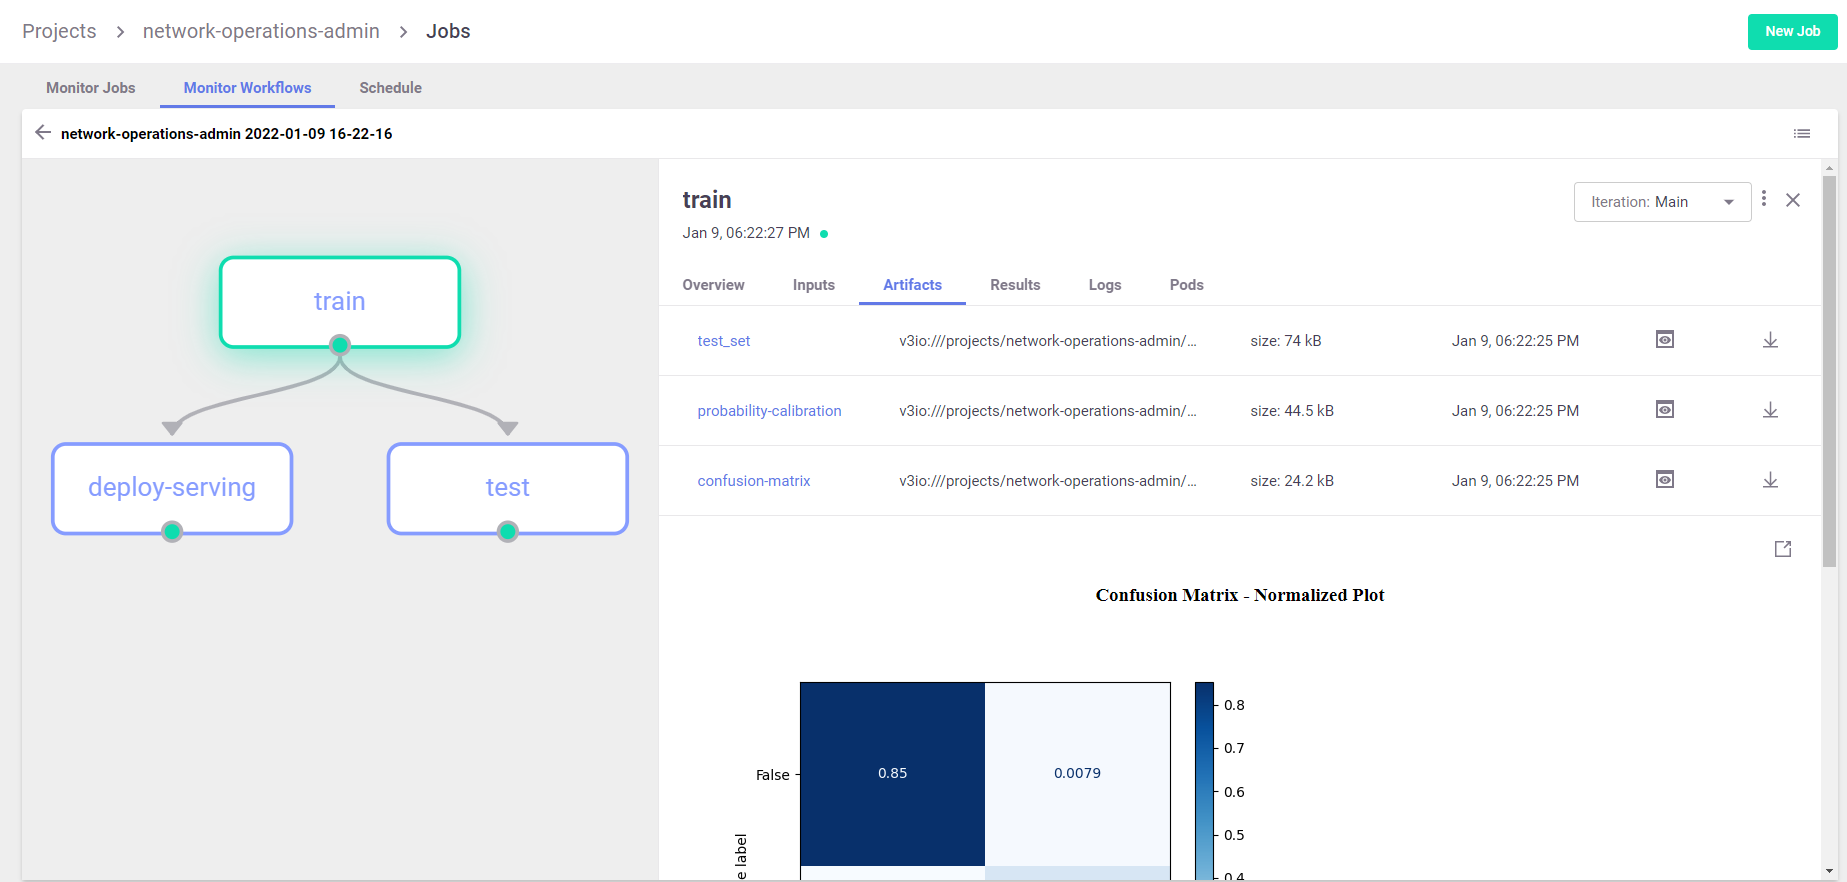 Projects > network-operations-admin > Jobs
New Job
Monitor Jobs Monitor Workflows Schedule
network-operations-admin 2022-01-09 16-22-16
train
deploy-serving
test
train
Iteration: Main
Jan 9, 06:22:27 PM
Overview Inputs Artifacts Results Logs Pods
test_set v3io:///projects/network-operations-admin/... size: 74 kB Jan 9, 06:22:25 PM
probability-calibration v3io:///projects/network-operations-admin/... size: 44.5 kB Jan 9, 06:22:25 PM
confusion-matrix v3io:///projects/network-operations-admin/... size: 24.2 kB Jan 9, 06:22:25 PM
Confusion Matrix - Normalized Plot
False
0.85 0.0079
e label
0.8
0.7
0.6
0.5
0.4